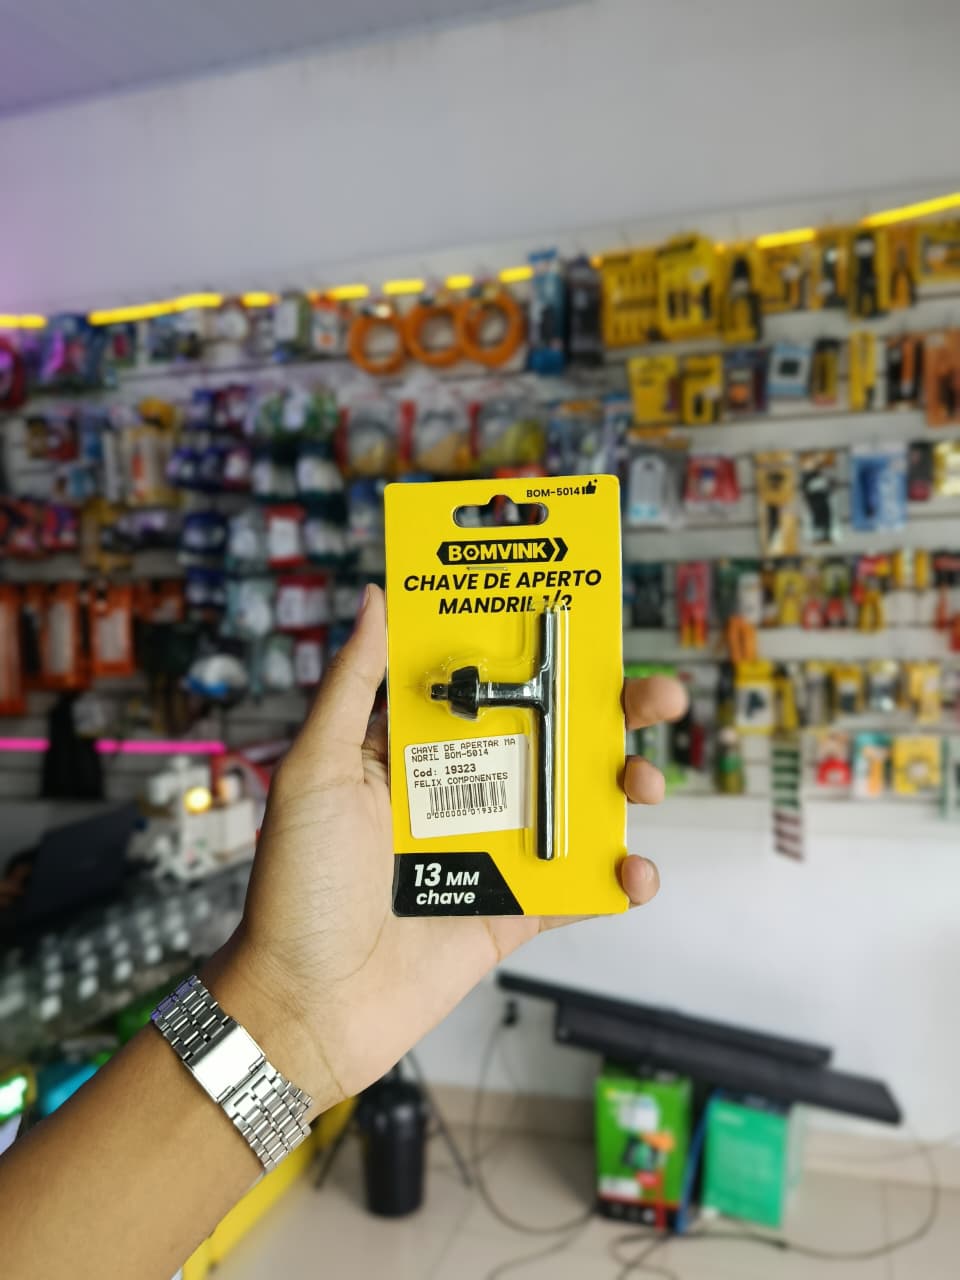 BOM-5014
BOMVINK
CHAVE DE APERTO
MANDRIL 1/2
CHAVE DE APERTAR MA
NDRIL BOM-5014
Cod: 19323
FELIX COMPONENTES
0000000019323
13 MM
chave